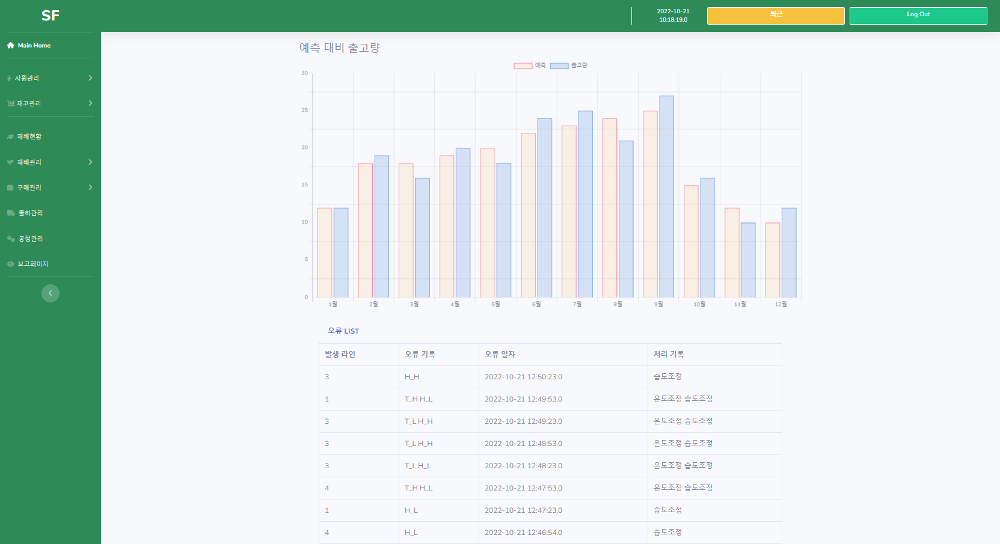 SF
2022-10-21
10:18:19.0
퇴근
Log Out
Main Home
사원관리
재고관리
재배현황
재배관리
구매관리
출하관리
공정관리
보고페이지
예측 대비 출고량
예측 출고량
30
25
20
15
10
5
0
1월 2월 3월 4월 5월 6월 7월 8월 9월 10월 11월 12월
오류 LIST
발생 라인 오류 기록 오류 일자 처리 기록
3 H_H 2022-10-21 12:50:23.0 습도조정
1 T_H H_L 2022-10-21 12:49:53.0 온도조정 습도조정
3 T_L H_H 2022-10-21 12:49:23.0 온도조정 습도조정
3 T_L H_H 2022-10-21 12:48:53.0 온도조정 습도조정
3 T_L H_L 2022-10-21 12:48:23.0 온도조정 습도조정
4 T_H H_L 2022-10-21 12:47:53.0 온도조정 습도조정
1 H_L 2022-10-21 12:47:23.0 습도조정
4 H_L 2022-10-21 12:46:54.0 습도조정